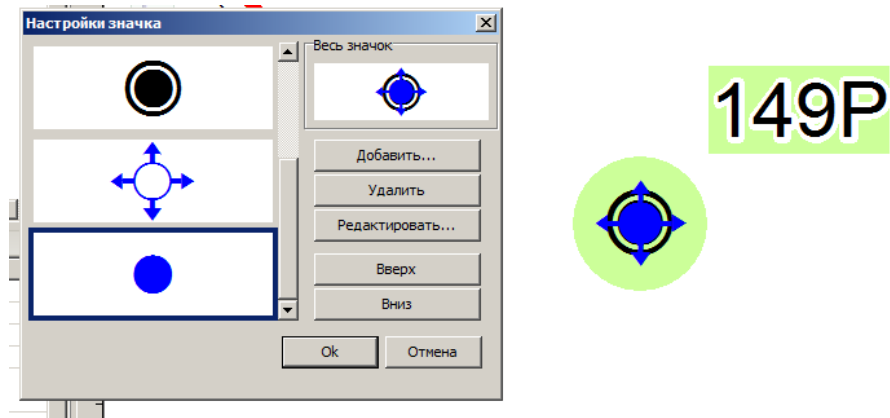 Настройки значка
Весь значок
Добавить...
Удалить
Редактировать...
Вверх
Вниз
Ok
Отмена
149P